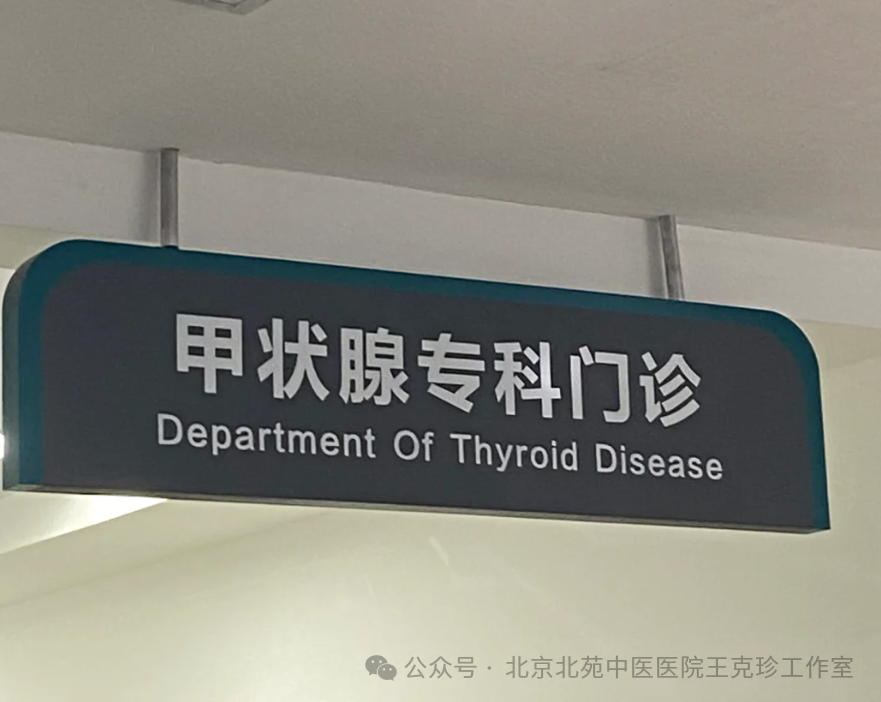 甲状腺专科门诊
Department Of Thyroid Disease
公众号 · 北京北苑中医医院王克珍工作室